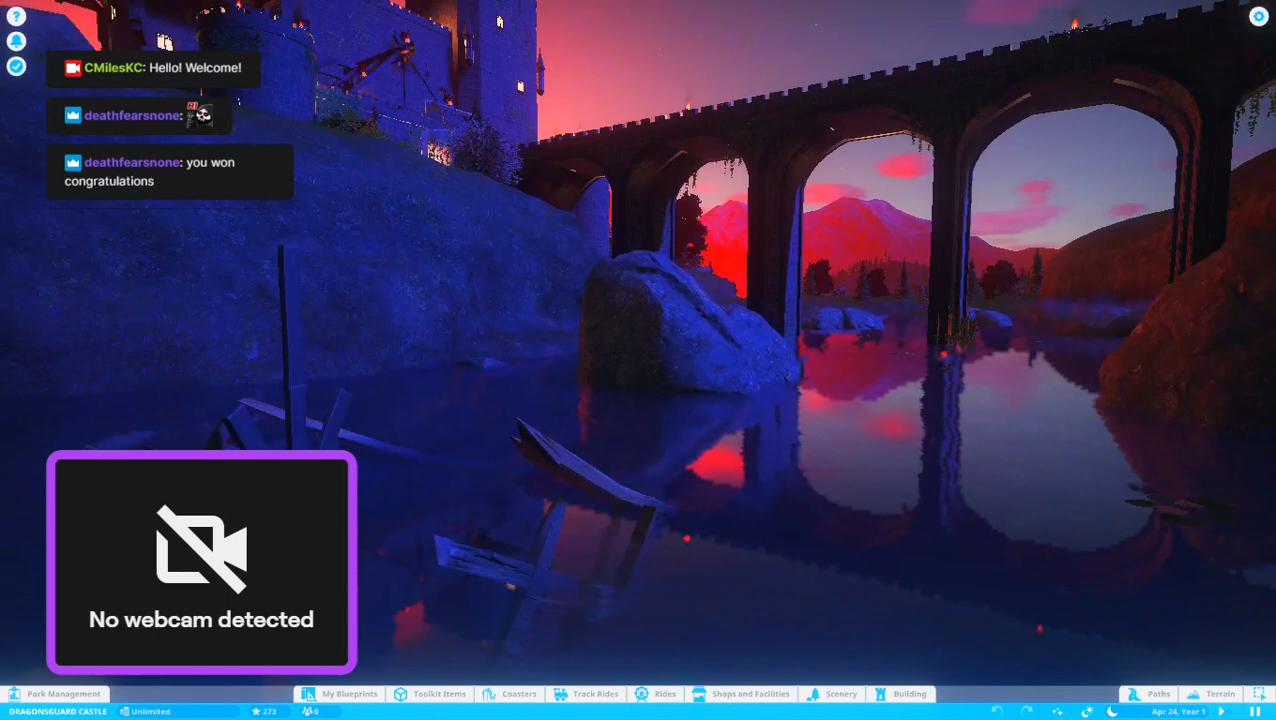 CMilesKC: Hello! Welcome!
deathfearsnone: HI
deathfearsnone: you won
congratulations
No webcam detected
Park Management
My Blueprints
Toolkit Items
Coasters
Track Rides
Rides
Shops and Facilities
Scenery
Building
Paths
Terrain
DRAGONSGUARD CASTLE
Unlimited
273
0
Apr 24, Year 1